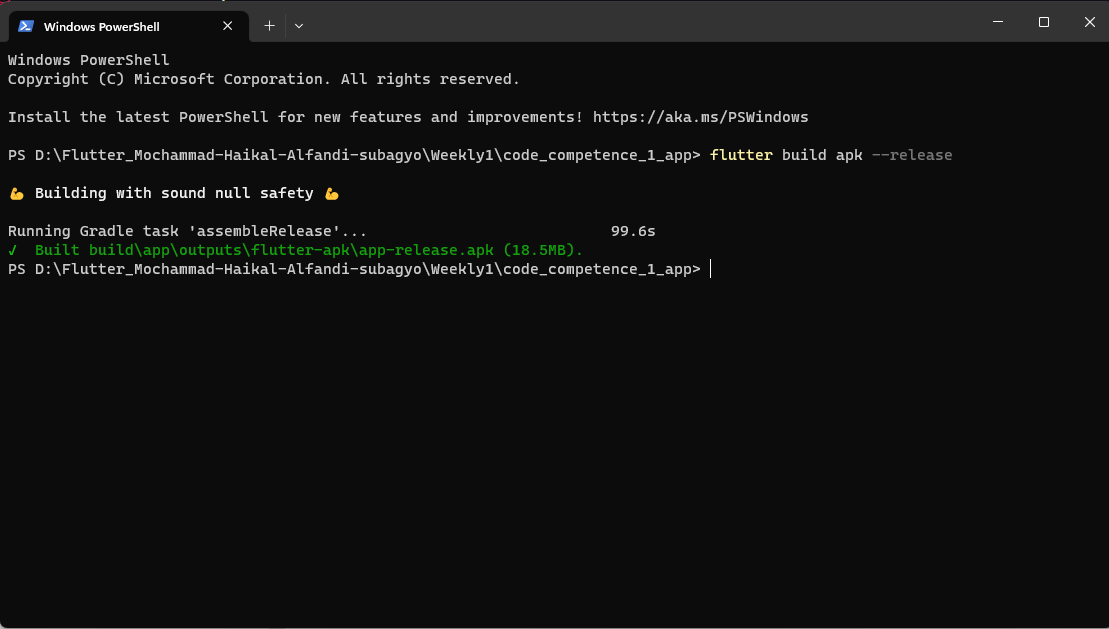 Windows PowerShell
Windows PowerShell
Copyright (C) Microsoft Corporation. All rights reserved.
Install the latest PowerShell for new features and improvements! https://aka.ms/PSWindows
PS D:\Flutter_Mochammad-Haikal-Alfandi-subagyo\Weekly1\code_competence_1_app> flutter build apk --release
💪 Building with sound null safety 💪
Running Gradle task 'assembleRelease'... 99.6s
√ Built build\app\outputs\flutter-apk\app-release.apk (18.5MB).
PS D:\Flutter_Mochammad-Haikal-Alfandi-subagyo\Weekly1\code_competence_1_app>